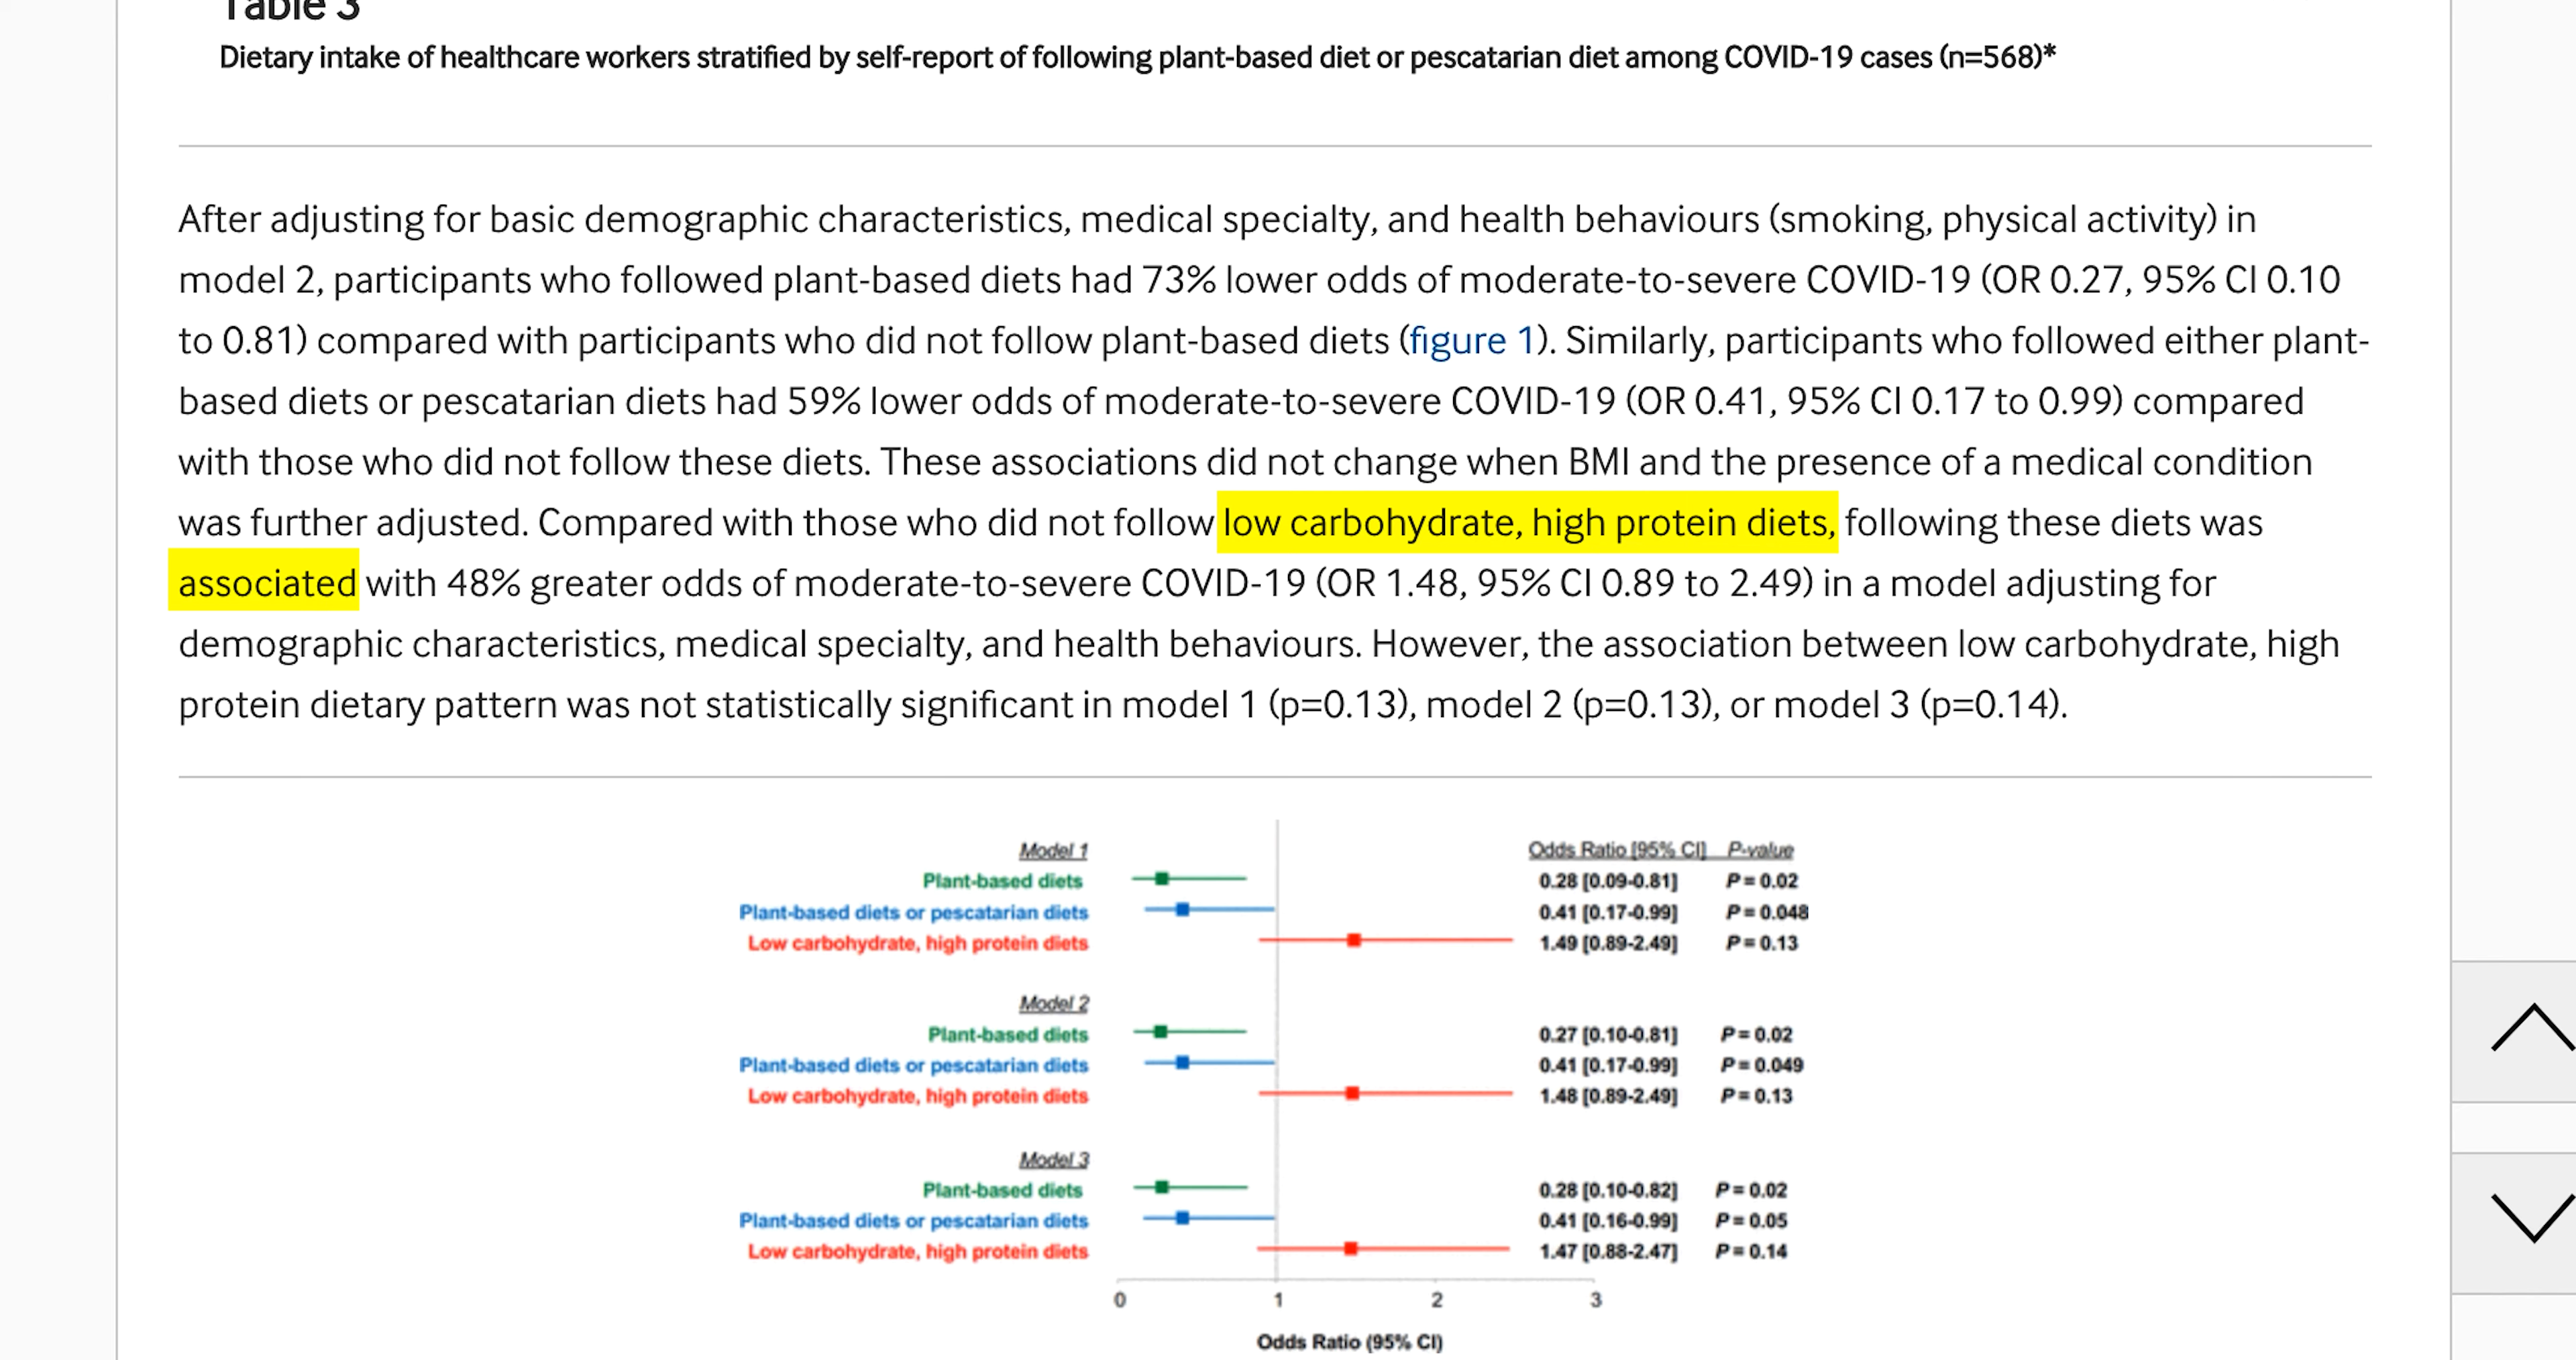 Table 3
Dietary intake of healthcare workers stratified by self-report of following plant-based diet or pescatarian diet among COVID-19 cases (n=568)*
After adjusting for basic demographic characteristics, medical specialty, and health behaviours (smoking, physical activity) in
model 2, participants who followed plant-based diets had 73% lower odds of moderate-to-severe COVID-19 (OR 0.27, 95% CI 0.10
to 0.81) compared with participants who did not follow plant-based diets (figure 1). Similarly, participants who followed either plant-
based diets or pescatarian diets had 59% lower odds of moderate-to-severe COVID-19 (OR 0.41, 95% CI 0.17 to 0.99) compared
with those who did not follow these diets. These associations did not change when BMI and the presence of a medical condition
was further adjusted. Compared with those who did not follow low carbohydrate, high protein diets, following these diets was
associated with 48% greater odds of moderate-to-severe COVID-19 (OR 1.48, 95% CI 0.89 to 2.49) in a model adjusting for
demographic characteristics, medical specialty, and health behaviours. However, the association between low carbohydrate, high
protein dietary pattern was not statistically significant in model 1 (p=0.13), model 2 (p=0.13), or model 3 (p=0.14).
Model 1 Odds Ratio [95% CI] P-value
Plant-based diets 0.28 [0.09-0.81] P = 0.02
Plant-based diets or pescatarian diets 0.41 [0.17-0.99] P = 0.048
Low carbohydrate, high protein diets 1.49 [0.89-2.49] P = 0.13
Model 2
Plant-based diets 0.27 [0.10-0.81] P = 0.02
Plant-based diets or pescatarian diets 0.41 [0.17-0.99] P = 0.049
Low carbohydrate, high protein diets 1.48 [0.89-2.49] P = 0.13
Model 3
Plant-based diets 0.28 [0.10-0.82] P = 0.02
Plant-based diets or pescatarian diets 0.41 [0.16-0.99] P = 0.05
Low carbohydrate, high protein diets 1.47 [0.88-2.47] P = 0.14
0 1 2 3
Odds Ratio (95% CI)